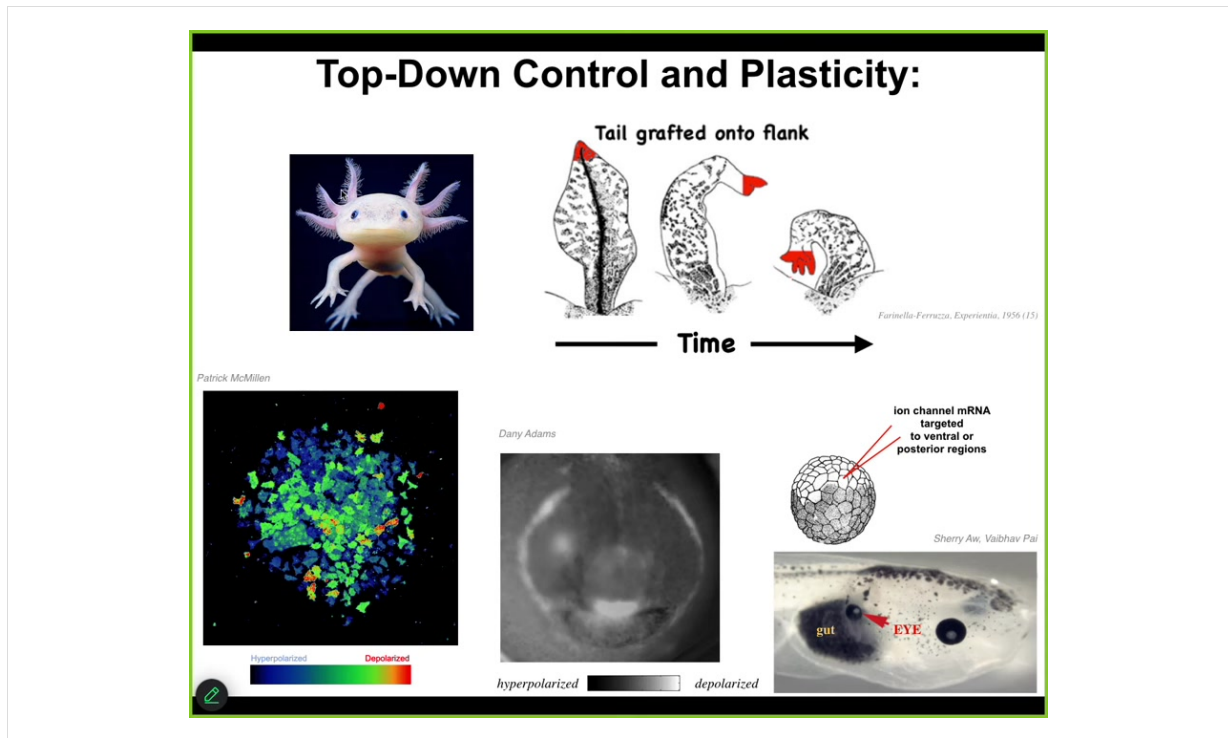 Top-Down Control and Plasticity:
Tail grafted onto flank
Farinella-Ferruzza, Experientia, 1956 (15)
Time
Patrick McMillen
Hyperpolarized
Depolarized
Dany Adams
hyperpolarized
depolarized
ion channel mRNA
targeted
to ventral or
posterior regions
Sherry Aw, Vaibhav Pai
gut
EYE